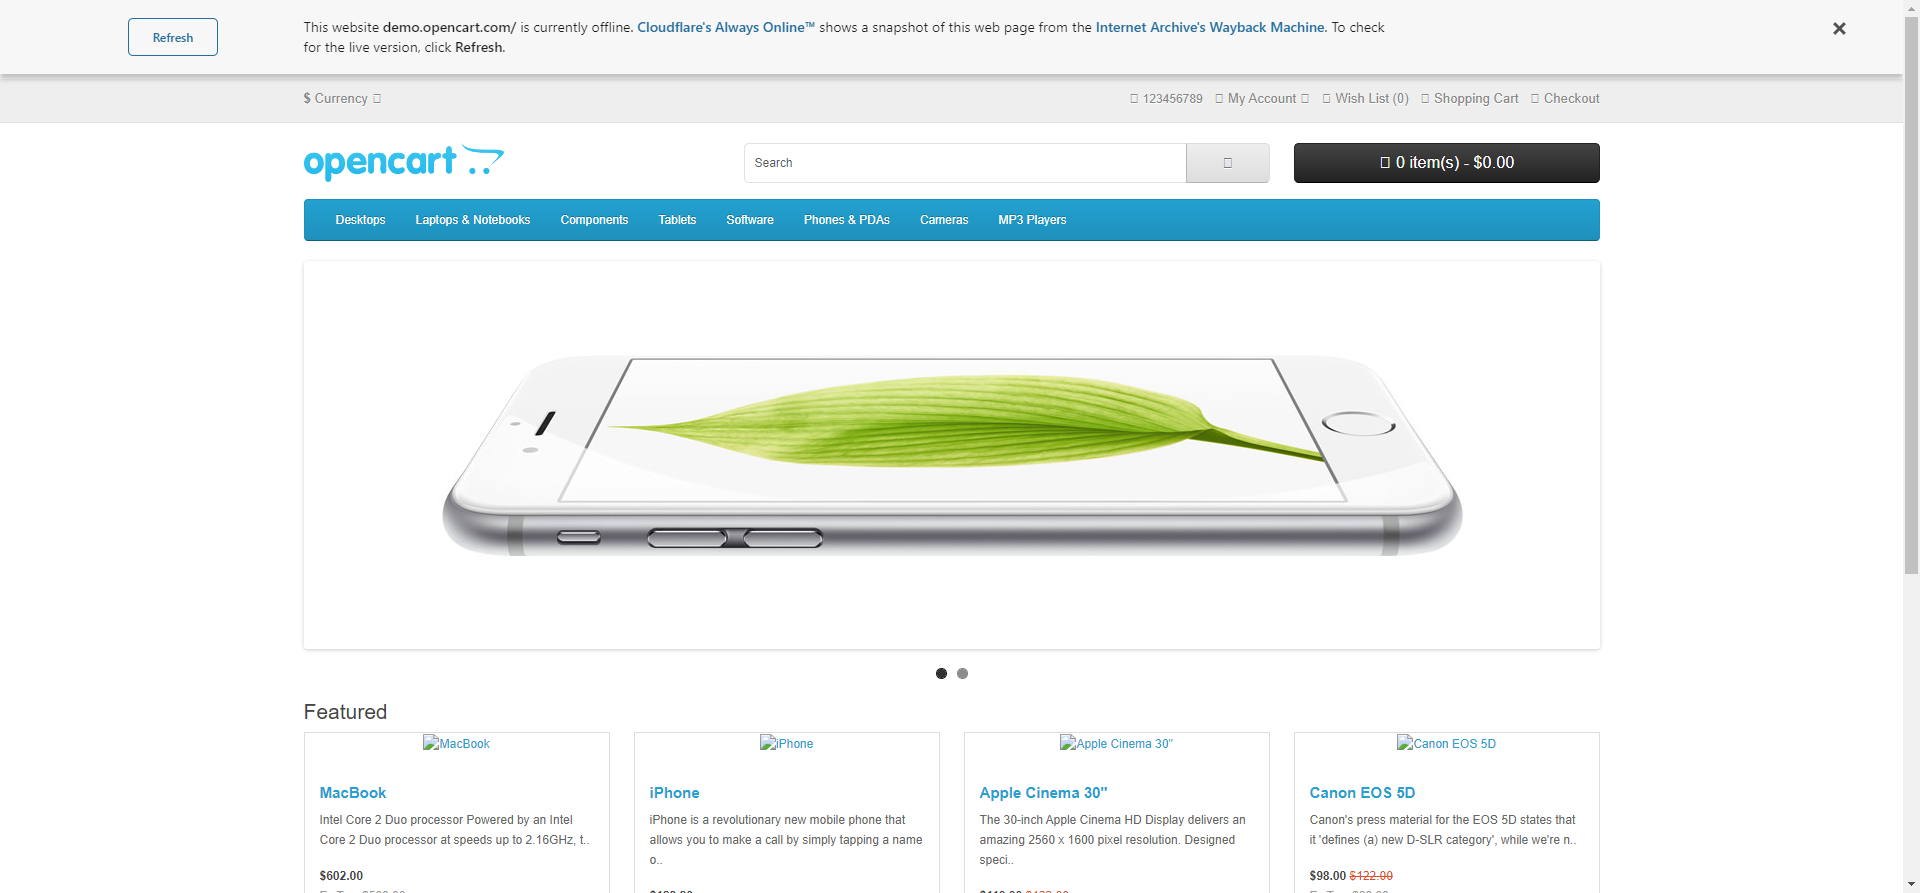 Refresh
This website demo.opencart.com/ is currently offline. Cloudflare's Always Online™ shows a snapshot of this web page from the Internet Archive's Wayback Machine. To check
for the live version, click Refresh.
$ Currency
123456789 My Account Wish List (0) Shopping Cart Checkout
opencart
Search
0 item(s) - $0.00
Desktops Laptops & Notebooks Components Tablets Software Phones & PDAs Cameras MP3 Players
Featured
MacBook
MacBook
Intel Core 2 Duo processor Powered by an Intel
Core 2 Duo processor at speeds up to 2.16GHz, t..
$602.00
iPhone
iPhone
iPhone is a revolutionary new mobile phone that
allows you to make a call by simply tapping a name
o..
Apple Cinema 30"
Apple Cinema 30"
The 30-inch Apple Cinema HD Display delivers an
amazing 2560 x 1600 pixel resolution. Designed
speci..
Canon EOS 5D
Canon EOS 5D
Canon's press material for the EOS 5D states that
it 'defines (a) new D-SLR category', while we're n..
$98.00 $122.00